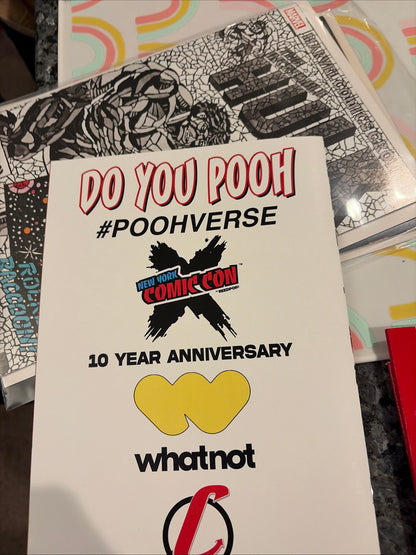 DO YOU POOH
#POOHVERSE
NEW YORK
COMIC CON
10 YEAR ANNIVERSARY
whatnot
MARVEL